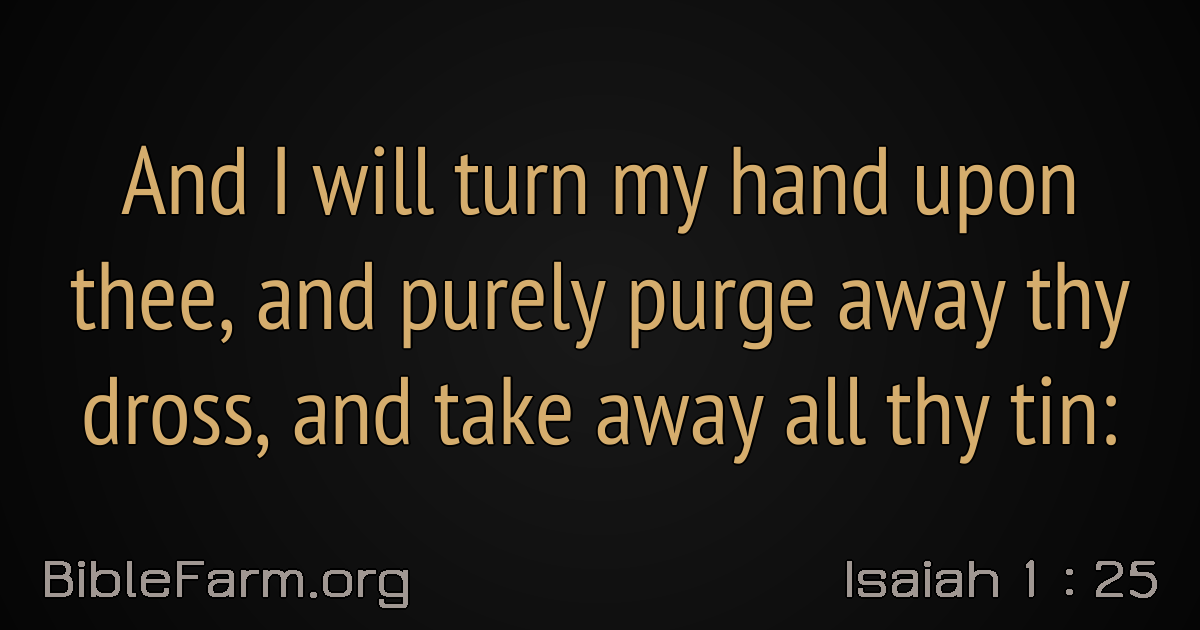 And I will turn my hand upon
thee, and purely purge away thy
dross, and take away all thy tin:
BibleFarm.org
Isaiah 1 : 25